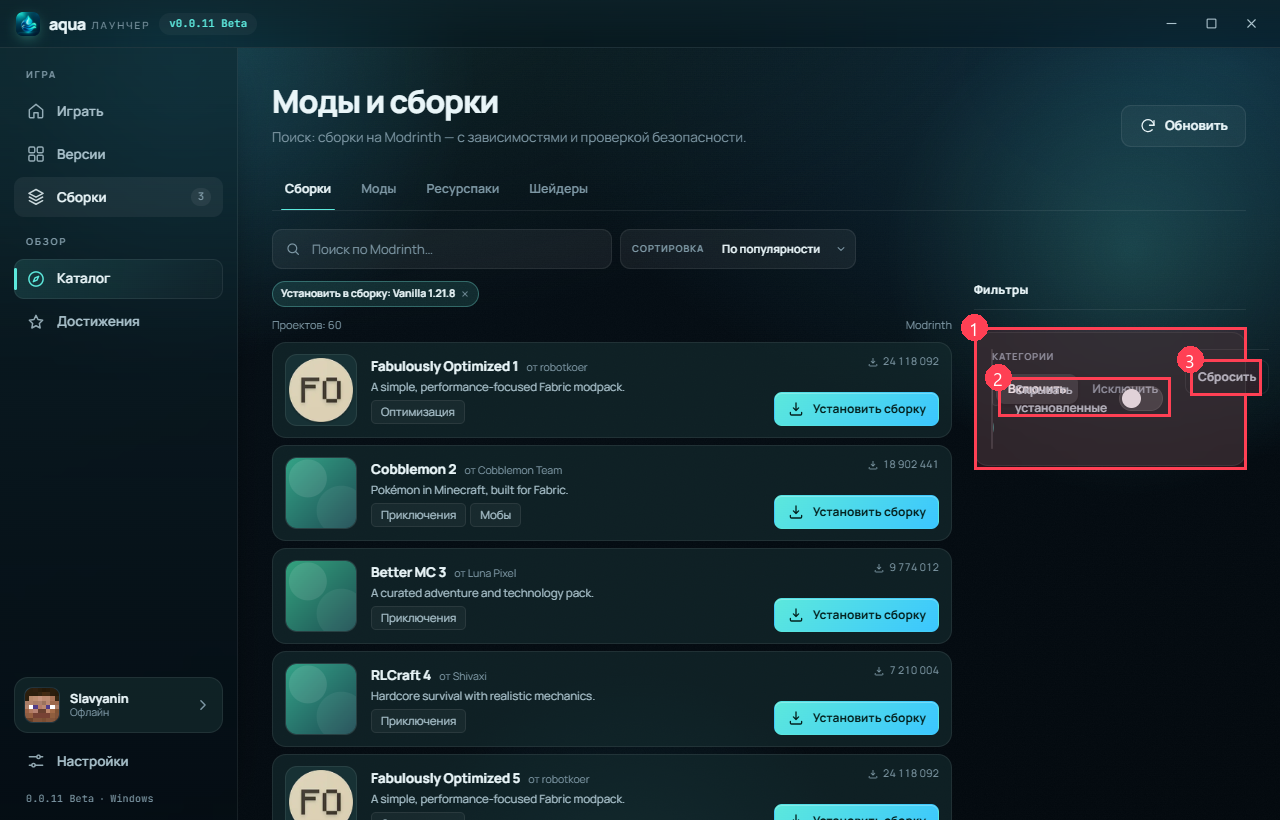 aqua ЛАУНЧЕР v0.0.11 Beta
ИГРА
Играть
Версии
Сборки 3
ОБЗОР
Каталог
Достижения
Slavyanin
Офлайн
Настройки
0.0.11 Beta · Windows
Моды и сборки
Поиск: сборки на Modrinth — с зависимостями и проверкой безопасности.
Обновить
Сборки Моды Ресурспаки Шейдеры
Поиск по Modrinth...
СОРТИРОВКА По популярности
Установить в сборку: Vanilla 1.21.8 ×
Проектов: 60 Modrinth
Fabulously Optimized 1 от robotkoer 24 118 092
A simple, performance-focused Fabric modpack.
Оптимизация
Установить сборку
Cobblemon 2 от Cobblemon Team 18 902 441
Pokémon in Minecraft, built for Fabric.
Приключения Мобы
Установить сборку
Better MC 3 от Luna Pixel 9 774 012
A curated adventure and technology pack.
Приключения
Установить сборку
RLCraft 4 от Shivaxi 7 210 004
Hardcore survival with realistic mechanics.
Приключения
Установить сборку
FO
Fabulously Optimized 5 от robotkoer 24 118 092
A simple, performance-focused Fabric modpack.
FO
Установить сборку
Фильтры
1
КАТЕГОРИИ
3
Сбросить
2
Включить Исключить
Скрывать
установленные